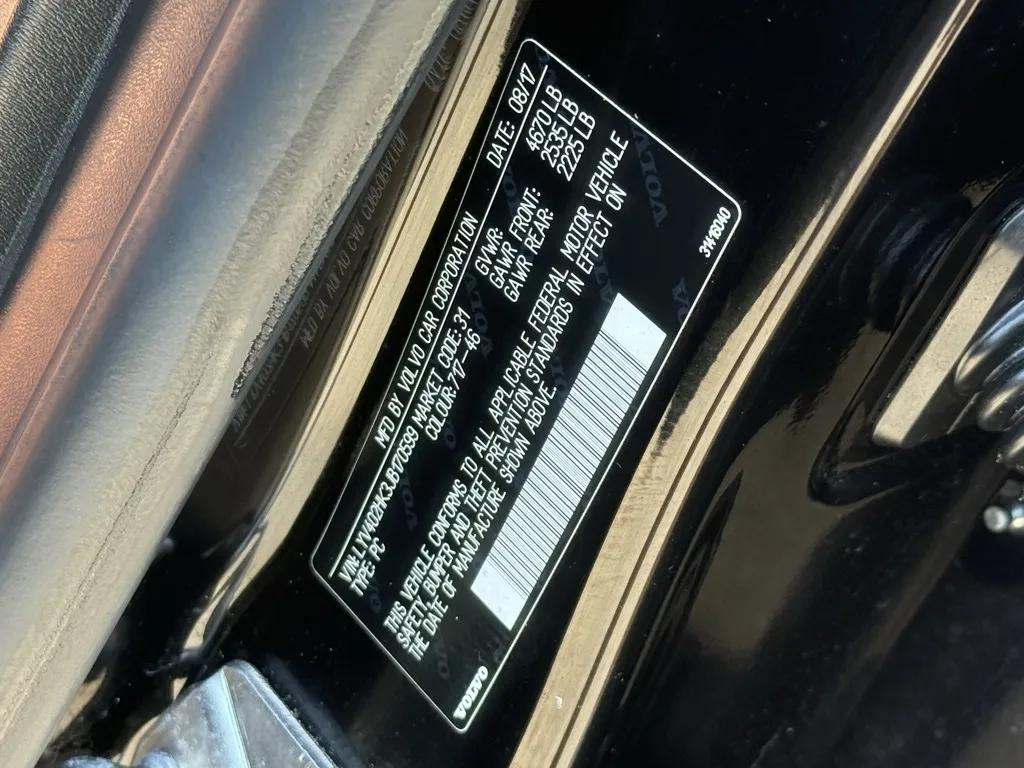 MFD BY VOLVO CAR CORPORATION DATE: 08/17
VIN: LYV402HK3JB170599 MARKET CODE: 31 GVWR: 4670 LB
TYPE: PC COLOUR: 717-46 GAWR FRONT: 2535 LB
GAWR REAR: 2225 LB
THIS VEHICLE CONFORMS TO ALL APPLICABLE FEDERAL MOTOR VEHICLE
SAFETY, BUMPER AND THEFT PREVENTION STANDARDS IN EFFECT ON
THE DATE OF MANUFACTURE SHOWN ABOVE.
VOLVO
31416040